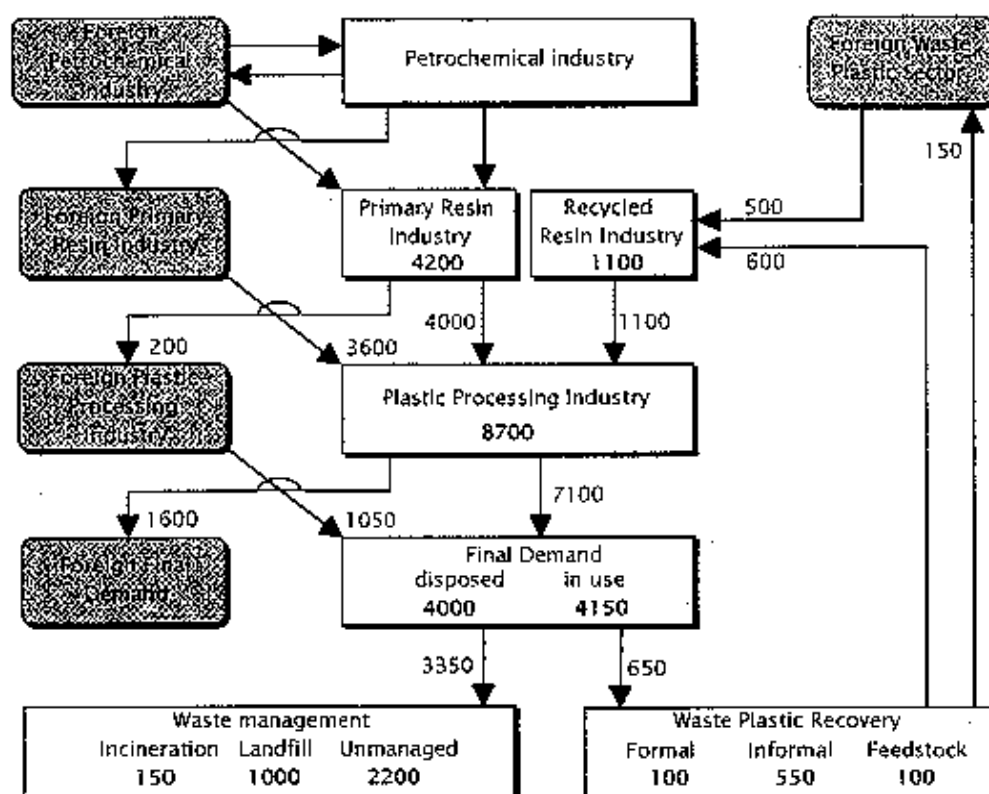 Foreign
Petrochemical
Industry
Petrochemical industry
Foreign Waste
Plastic Sector
150
Foreign Primary
Resin Industry
Primary Resin
Industry
4200
Recycled
Resin Industry
1100
500
600
200
3600
4000
1100
Foreign Plastic
Processing
Industry
Plastic Processing Industry
8700
1600
1050
7100
Foreign Final
Demand
Final Demand
disposed in use
4000 4150
3350
650
Waste management
Incineration Landfill Unmanaged
150 1000 2200
Waste Plastic Recovery
Formal Informal Feedstock
100 550 100